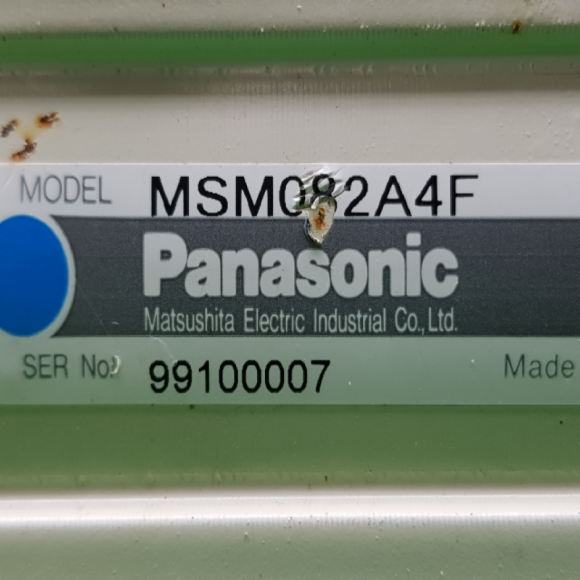 MODEL MSM082A4F
Panasonic
Matsushita Electric Industrial Co., Ltd.
SER No. 99100007 Made